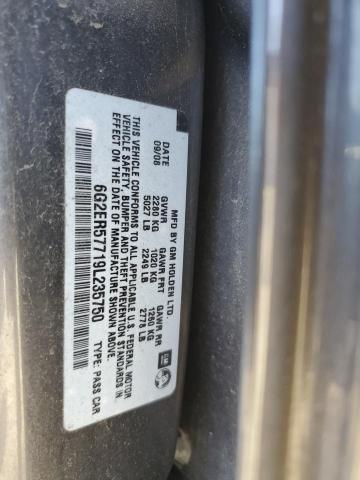 MFD BY GM HOLDEN LTD.
DATE GVWR GAWR FRT GAWR RR
09/08 2280 KG 1020 KG 1260 KG
5027 LB 2249 LB 2778 LB
THIS VEHICLE CONFORMS TO ALL APPLICABLE U.S. FEDERAL MOTOR
VEHICLE SAFETY, BUMPER AND THEFT PREVENTION STANDARDS IN
EFFECT ON THE DATE OF MANUFACTURE SHOWN ABOVE.
6G2ER57719L235750 TYPE: PASS CAR
GM